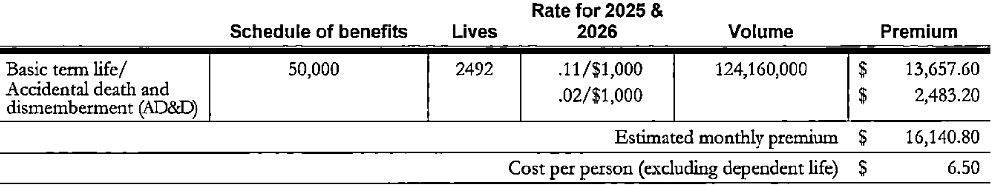 Rate for 2025 &
Schedule of benefits Lives 2026 Volume Premium
Basic term life/ 50,000 2492 .11/$1,000 124,160,000 $ 13,657.60
Accidental death and .02/$1,000 $ 2,483.20
dismemberment (AD&D)
Estimated monthly premium $ 16,140.80
Cost per person (excluding dependent life) $ 6.50